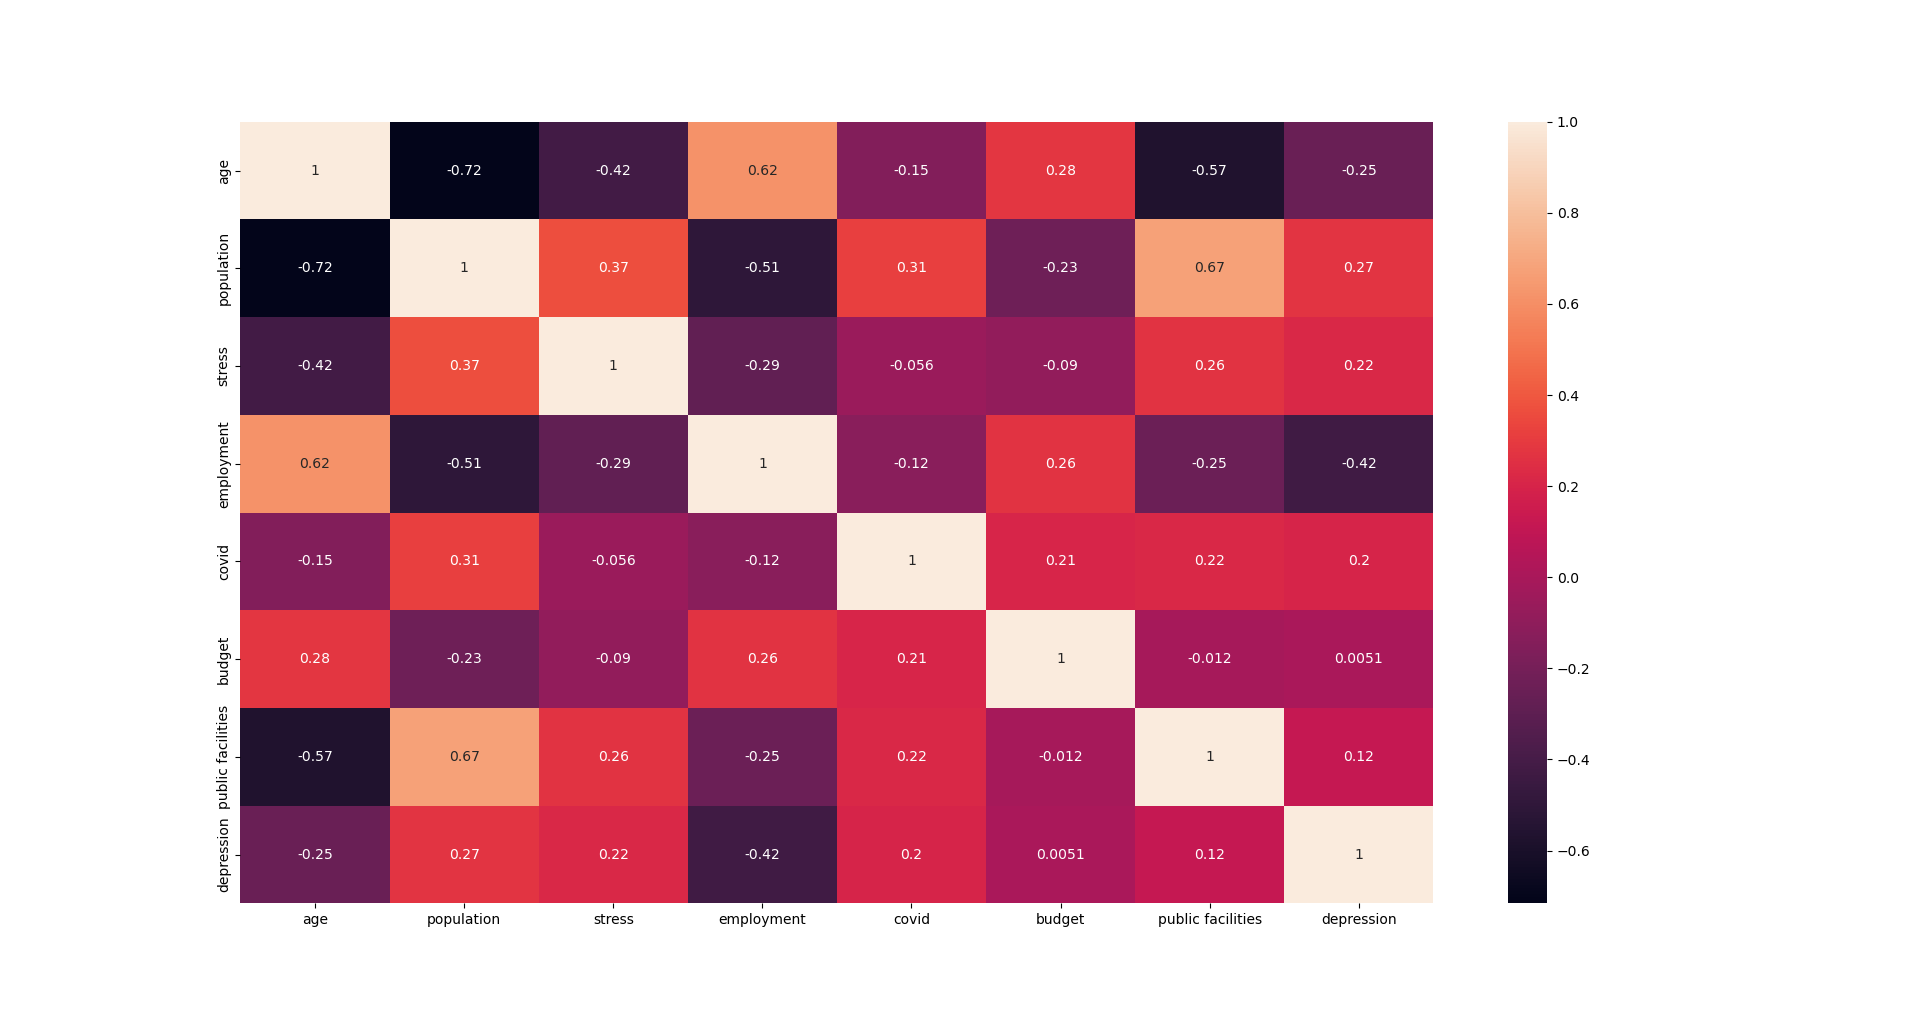 age 1 -0.72 -0.42 0.62 -0.15 0.28 -0.57 -0.25
population -0.72 1 0.37 -0.51 0.31 -0.23 0.67 0.27
stress -0.42 0.37 1 -0.29 -0.056 -0.09 0.26 0.22
employment 0.62 -0.51 -0.29 1 -0.12 0.26 -0.25 -0.42
covid -0.15 0.31 -0.056 -0.12 1 0.21 0.22 0.2
budget 0.28 -0.23 -0.09 0.26 0.21 1 -0.012 0.0051
public facilities -0.57 0.67 0.26 -0.25 0.22 -0.012 1 0.12
depression -0.25 0.27 0.22 -0.42 0.2 0.0051 0.12 1
age population stress employment covid budget public facilities depression
1.0
0.8
0.6
0.4
0.2
0.0
−0.2
−0.4
−0.6